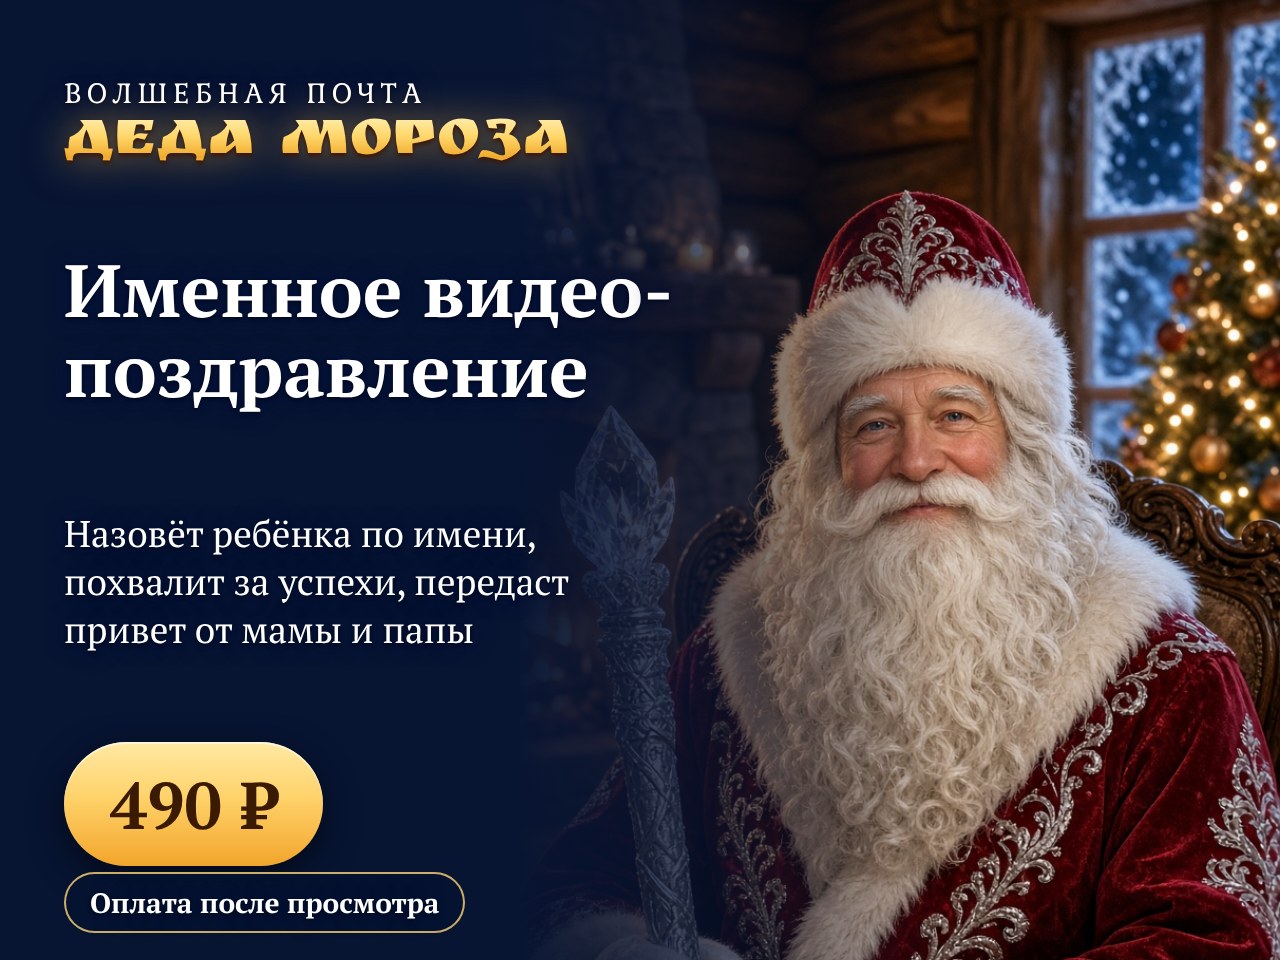 ВОЛШЕБНАЯ ПОЧТА
ДЕДА МОРОЗА
Именное видео-
поздравление
Назовёт ребёнка по имени,
похвалит за успехи, передаст
привет от мамы и папы
490 ₽
Оплата после просмотра